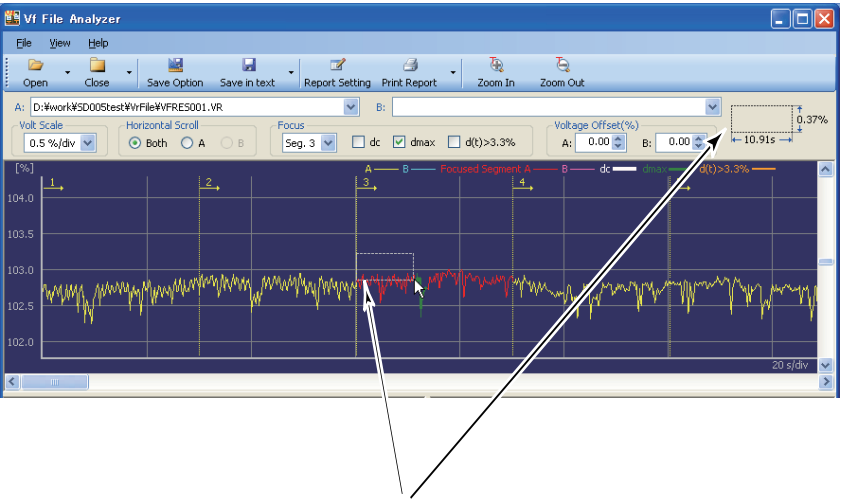 Vf File Analyzer
File View Help
Open Close Save Option Save in text Report Setting Print Report Zoom In Zoom Out
A: D:¥work¥SD005test¥VrFile¥VFRES001.VR B:
0.37%
10.91s
Volt Scale Horizontal Scroll Focus Voltage Offset(%)
0.5 %/div Both A B Seg. 3 dc dmax d(t)>3.3% A: 0.00 B: 0.00
[%] A B Focused Segment A B dc dmax d(t)>3.3%
1 2 3 4
104.0
103.5
103.0
102.5
102.0
20 s/div